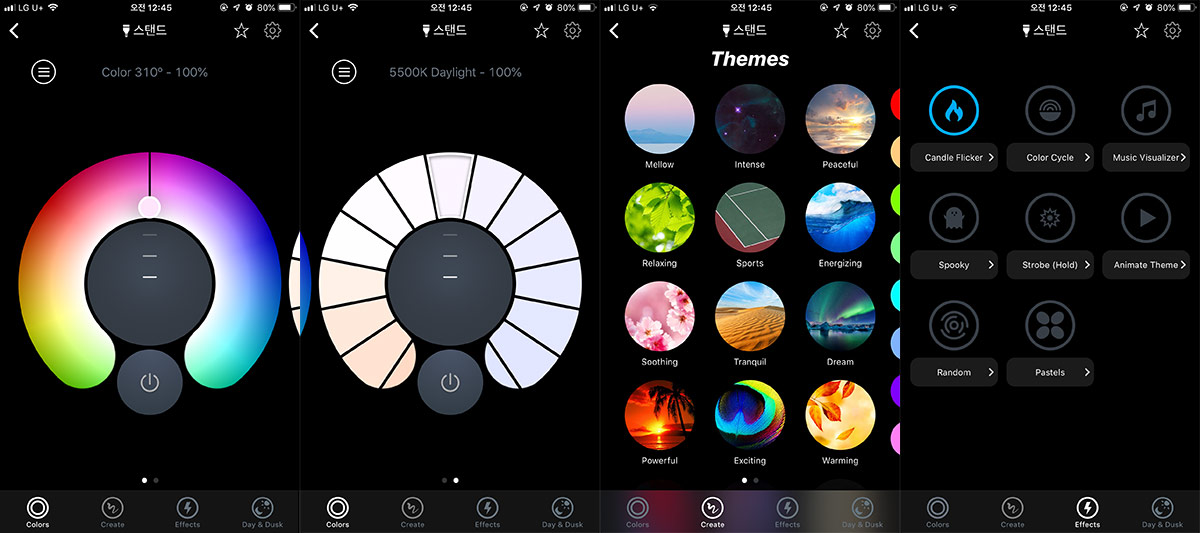 LG U+ 오전 12:45 80%
스탠드
Color 310° - 100%
Colors
Create
Effects
Day & Dusk
LG U+ 오전 12:45 80%
스탠드
5500K Daylight - 100%
Colors
Create
Effects
Day & Dusk
LG U+ 오전 12:45 80%
스탠드
Themes
Mellow
Intense
Peaceful
Relaxing
Sports
Energizing
Soothing
Tranquil
Dream
Powerful
Exciting
Warming
Colors
Create
Effects
Day & Dusk
LG U+ 오전 12:45 80%
스탠드
Candle Flicker
Color Cycle
Music Visualizer
Spooky
Strobe (Hold)
Animate Theme
Random
Pastels
Colors
Create
Effects
Day & Dusk